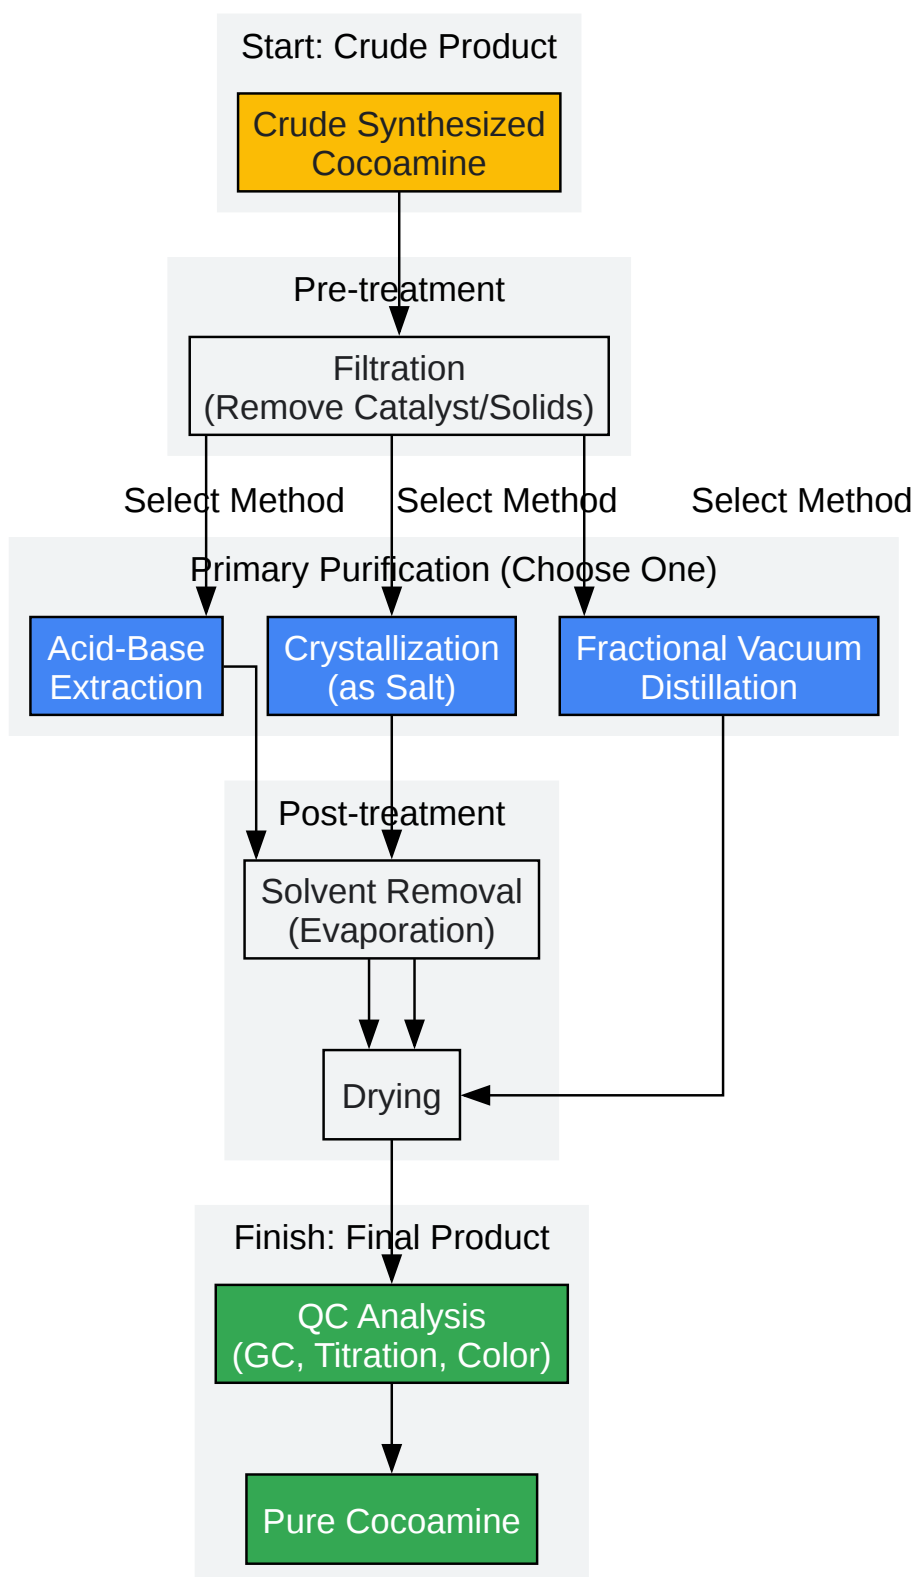 Start: Crude Product
Crude Synthesized
Cocoamine
Pre-treatment
Filtration
(Remove Catalyst/Solids)
Select Method
Select Method
Select Method
Primary Purification (Choose One)
Acid-Base
Extraction
Crystallization
(as Salt)
Fractional Vacuum
Distillation
Post-treatment
Solvent Removal
(Evaporation)
Drying
Finish: Final Product
QC Analysis
(GC, Titration, Color)
Pure Cocoamine